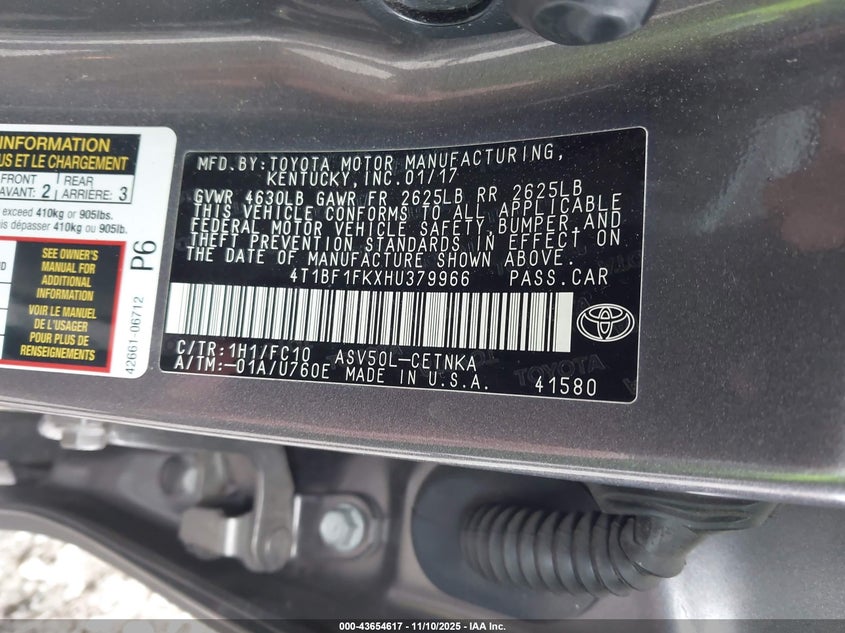 INFORMATION
US ET LE CHARGEMENT
FRONT
AVANT: 2
REAR
ARRIÈRE: 3
exceed 410kg or 905lbs.
is dépasser 410kg ou 905lb.
SEE OWNER'S
MANUAL FOR
ADDITIONAL
INFORMATION
VOIR LE MANUEL
DE L'USAGER
POUR PLUS DE
RENSEIGNEMENTS
P6
42661-06712
MFD.BY:TOYOTA MOTOR MANUFACTURING,
KENTUCKY,INC.01/17
GVWR 4630LB GAWR FR 2625LB RR 2625LB
THIS VEHICLE CONFORMS TO ALL APPLICABLE
FEDERAL MOTOR VEHICLE SAFETY,BUMPER,AND
THEFT PREVENTION STANDARDS IN EFFECT ON
THE DATE OF MANUFACTURE SHOWN ABOVE.
4T1BF1FKXHU379966 PASS.CAR
C/TR:1H1/FC10 ASV50L-CETNKA
A/TM:-01A/U760E MADE IN U.S.A.
41580
TOYOTA
000-43654617 - 11/10/2025 - IAA Inc.